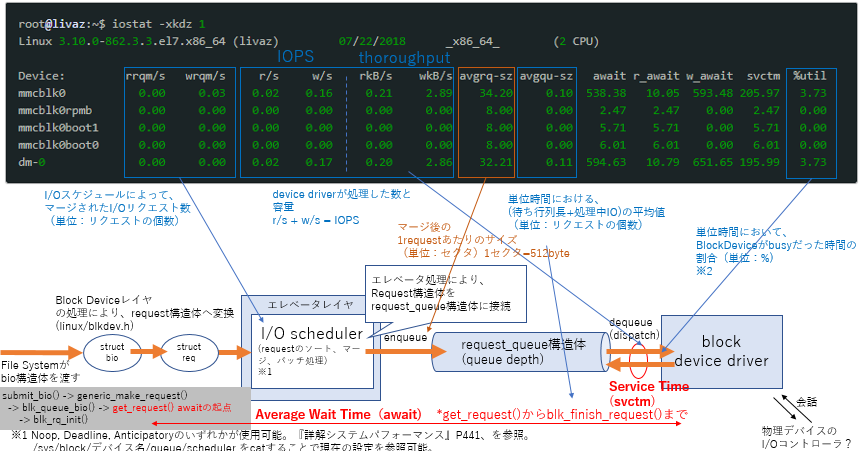 root@livaz:~$ iostat -xkdz 1
Linux 3.10.0-862.3.3.el7.x86_64 (livaz) 07/22/2018 _x86_64_ (2 CPU)
IOPS thoroughput
Device: rrqm/s wrqm/s r/s w/s rkB/s wkB/s avgrq-sz avgqu-sz await r_await w_await svctm %util
mmcblk0 0.00 0.03 0.02 0.16 0.21 2.89 34.20 0.10 538.38 10.05 593.48 205.97 3.73
mmcblk0rpmb 0.00 0.00 0.00 0.00 0.00 0.00 8.00 0.00 2.47 2.47 0.00 2.47 0.00
mmcblk0boot1 0.00 0.00 0.00 0.00 0.00 0.00 8.00 0.00 5.71 5.71 0.00 5.71 0.00
mmcblk0boot0 0.00 0.00 0.00 0.00 0.00 0.00 8.00 0.00 6.01 6.01 0.00 6.01 0.00
dm-0 0.00 0.00 0.02 0.17 0.20 2.86 32.21 0.11 594.63 10.79 651.65 195.99 3.73
I/Oスケジュールによって、
マージされたI/Oリクエスト数
（単位：リクエストの個数）
device driverが処理した数と
容量
r/s + w/s = IOPS
マージ後の
1requestあたりのサイズ
（単位：セクタ）1セクタ=512byte
単位時間における、
(待ち行列長+処理中IO)の平均値
（単位：リクエストの個数）
単位時間において、
BlockDeviceがbusyだった時間の
割合（単位：%）
※2
Block Deviceレイヤ
の処理により、request構造体へ変換
(linux/blkdev.h)
エレベータレイヤ
エレベータ処理により、
Request構造体を
request_queue構造体に接続
struct
bio
struct
req
I/O scheduler
(requestのソート、マー
ジ、バッチ処理)
※1
enqueue
request_queue構造体
(queue depth)
dequeue
(dispatch)
block
device driver
File Systemが
bio構造体を渡す
Service Time
（svctm）
submit_bio() -> generic_make_request()
-> blk_queue_bio() -> get_request() awaitの起点
-> blk_rq_init()
Average Wait Time（await） *get_request()からblk_finish_request()まで
会話
物理デバイスの
I/Oコントローラ？
※1 Noop, Deadline, Anticipatoryのいずれかが使用可能。『詳解システムパフォーマンス』P441、を参照。
/sys/block/デバイス名/queue/scheduler をcatすることで現在の設定を参照可能。